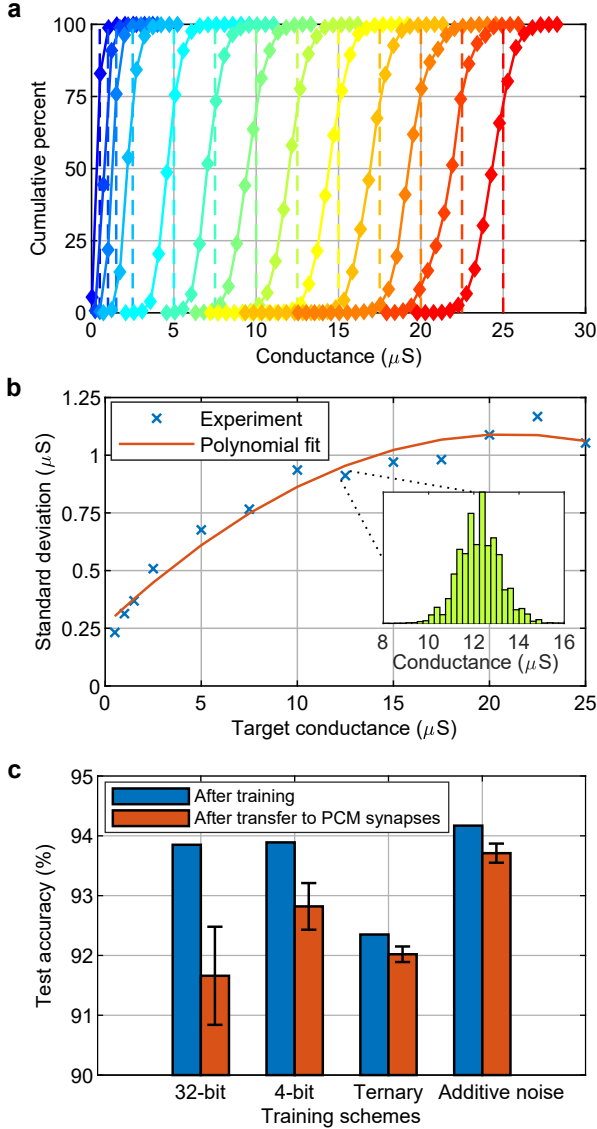 a
100
75
50
25
0
Cumulative percent
0 5 10 15 20 25 30
Conductance (μS)
b
1.25
1
0.75
0.5
0.25
0
Standard deviation (μS)
Experiment
Polynomial fit
8 10 12 14 16
Conductance (μS)
0 5 10 15 20 25
Target conductance (μS)
c
95
94
93
92
91
90
Test accuracy (%)
After training
After transfer to PCM synapses
32-bit 4-bit Ternary Additive noise
Training schemes